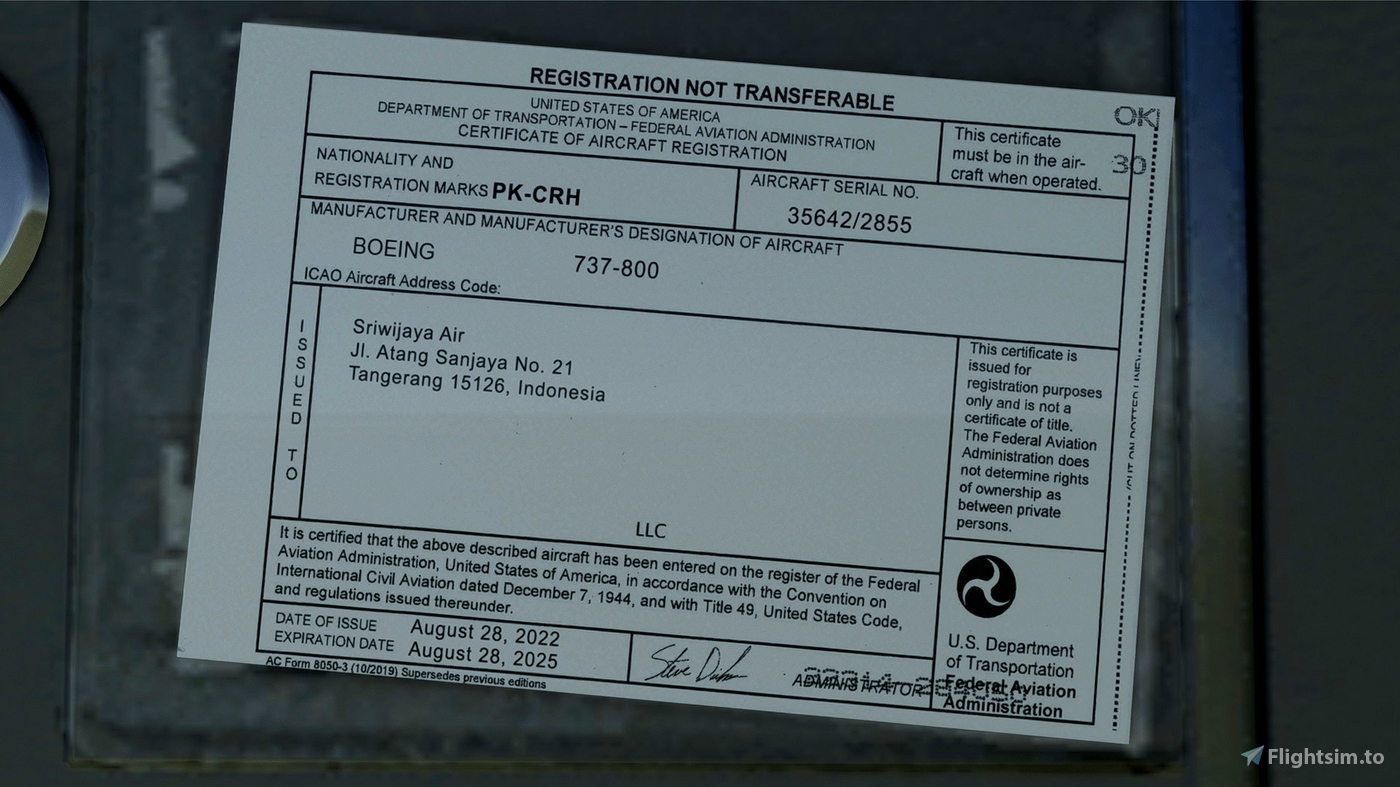 REGISTRATION NOT TRANSFERABLE
UNITED STATES OF AMERICA
DEPARTMENT OF TRANSPORTATION – FEDERAL AVIATION ADMINISTRATION
CERTIFICATE OF AIRCRAFT REGISTRATION
This certificate
must be in the air-
craft when operated.
OK
30
NATIONALITY AND
REGISTRATION MARKS PK-CRH
AIRCRAFT SERIAL NO.
35642/2855
MANUFACTURER AND MANUFACTURER'S DESIGNATION OF AIRCRAFT
BOEING 737-800
ICAO Aircraft Address Code:
ISSUED TO
Sriwijaya Air
Jl. Atang Sanjaya No. 21
Tangerang 15126, Indonesia
LLC
This certificate is
issued for
registration purposes
only and is not a
certificate of title.
The Federal Aviation
Administration does
not determine rights
of ownership as
between private
persons.
It is certified that the above described aircraft has been entered on the register of the Federal
Aviation Administration, United States of America, in accordance with the Convention on
International Civil Aviation dated December 7, 1944, and with Title 49, United States Code,
and regulations issued thereunder.
DATE OF ISSUE August 28, 2022
EXPIRATION DATE August 28, 2025
ADMINISTRATOR
U.S. Department
of Transportation
Federal Aviation
Administration
AC Form 8050-3 (10/2019) Supersedes previous editions
Flightsim.to